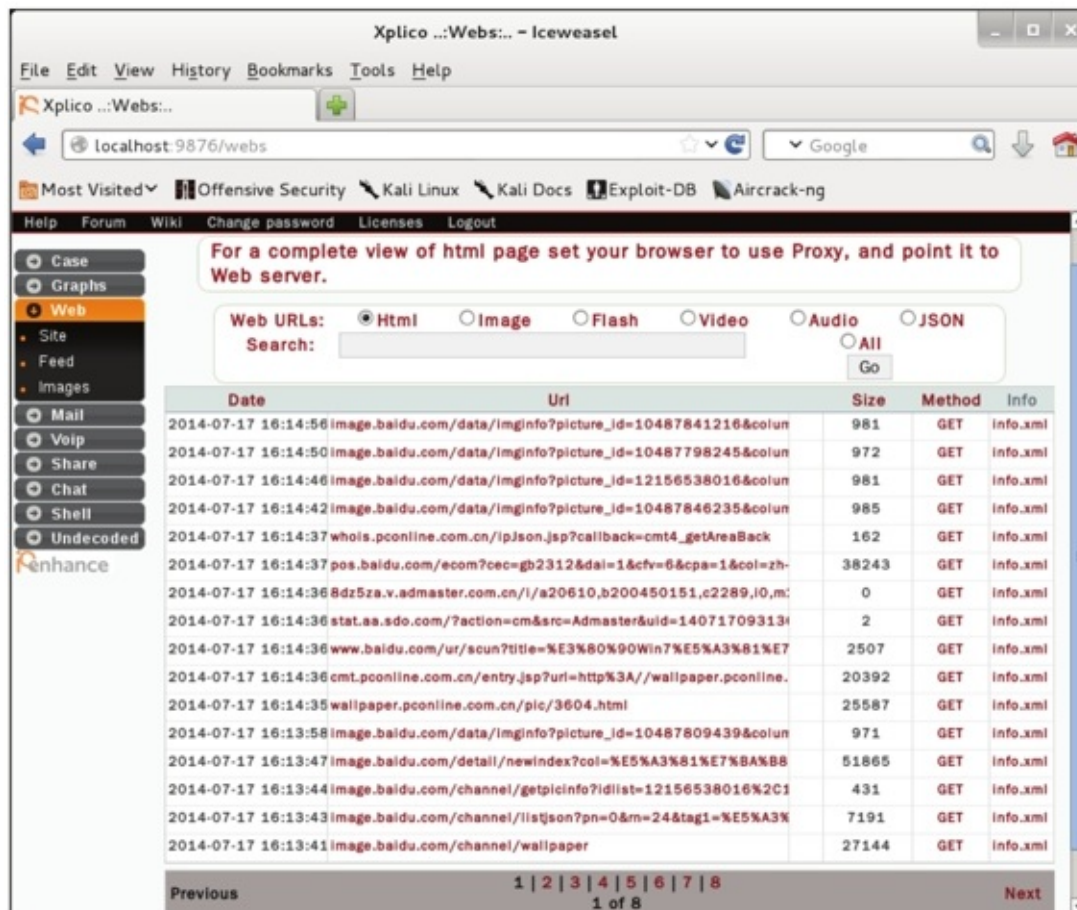 Xplico ..:Webs:.. – Iceweasel
File Edit View History Bookmarks Tools Help
Xplico ..:Webs:..
localhost:9876/webs
Google
Most Visited Offensive Security Kali Linux Kali Docs Exploit-DB Aircrack-ng
Help Forum Wiki Change password Licenses Logout
Case
Graphs
Web
Site
Feed
Images
Mail
Voip
Share
Chat
Shell
Undecoded
enhance
For a complete view of html page set your browser to use Proxy, and point it to
Web server.
Web URLs: Html Image Flash Video Audio JSON
Search: All
Go
Date Url Size Method Info
2014-07-17 16:14:56 image.baidu.com/data/imginfo?picture_id=10487841216&colum 981 GET info.xml
2014-07-17 16:14:50 image.baidu.com/data/imginfo?picture_id=10487798245&colum 972 GET info.xml
2014-07-17 16:14:46 image.baidu.com/data/imginfo?picture_id=12156538016&colum 981 GET info.xml
2014-07-17 16:14:42 image.baidu.com/data/imginfo?picture_id=10487846235&colum 985 GET info.xml
2014-07-17 16:14:37 whois.pconline.com.cn/ipJson.jsp?callback=cmt4_getAreaBack 162 GET info.xml
2014-07-17 16:14:37 pos.baidu.com/ecom?cec=gb2312&dai=1&cfv=6&cpa=1&col=zh- 38243 GET info.xml
2014-07-17 16:14:36 8dz5za.v.admaster.com.cn/i/a20610,b200450151,c2289,i0,m: 0 GET info.xml
2014-07-17 16:14:36 stat.aa.sdo.com/?action=cm&src=Admaster&uid=140717093130 2 GET info.xml
2014-07-17 16:14:36 www.baidu.com/ur/scun?title=%E3%80%90Win7%E5%A3%81%E7 2507 GET info.xml
2014-07-17 16:14:36 cmt.pconline.com.cn/entry.jsp?url=http%3A//wallpaper.pconline. 20392 GET info.xml
2014-07-17 16:14:35 wallpaper.pconline.com.cn/pic/3604.html 25587 GET info.xml
2014-07-17 16:13:58 image.baidu.com/data/imginfo?picture_id=10487809439&colum 971 GET info.xml
2014-07-17 16:13:47 image.baidu.com/detail/newindex?col=%E5%A3%81%E7%BA%B8 51865 GET info.xml
2014-07-17 16:13:44 image.baidu.com/channel/getpicinfo?idlist=12156538016%2C1 431 GET info.xml
2014-07-17 16:13:43 image.baidu.com/channel/listjson?pn=0&rn=24&tag1=%E5%A3% 7191 GET info.xml
2014-07-17 16:13:41 image.baidu.com/channel/wallpaper 27144 GET info.xml
Previous 1 | 2 | 3 | 4 | 5 | 6 | 7 | 8 Next
1 of 8